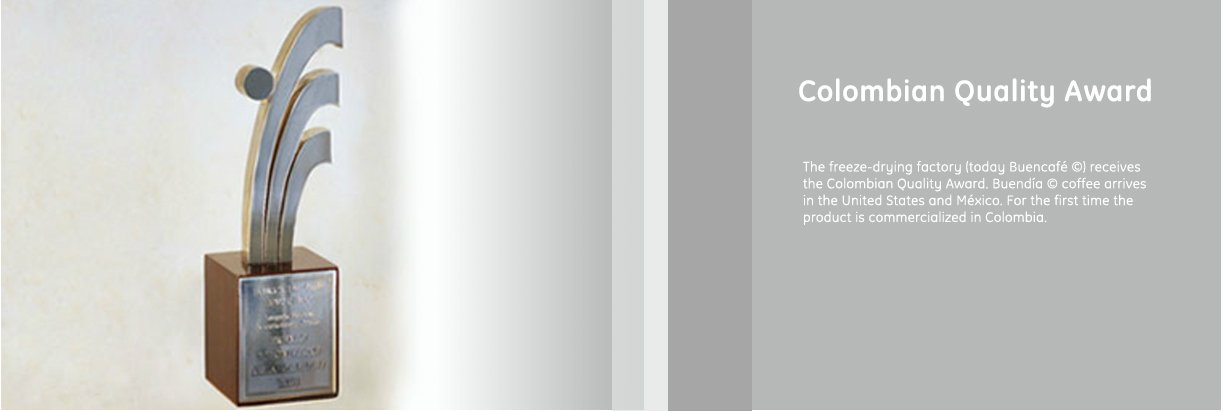 Colombian Quality Award
The freeze-drying factory (today Buencafé ©) receives
the Colombian Quality Award. Buendía © coffee arrives
in the United States and México. For the first time the
product is commercialized in Colombia.